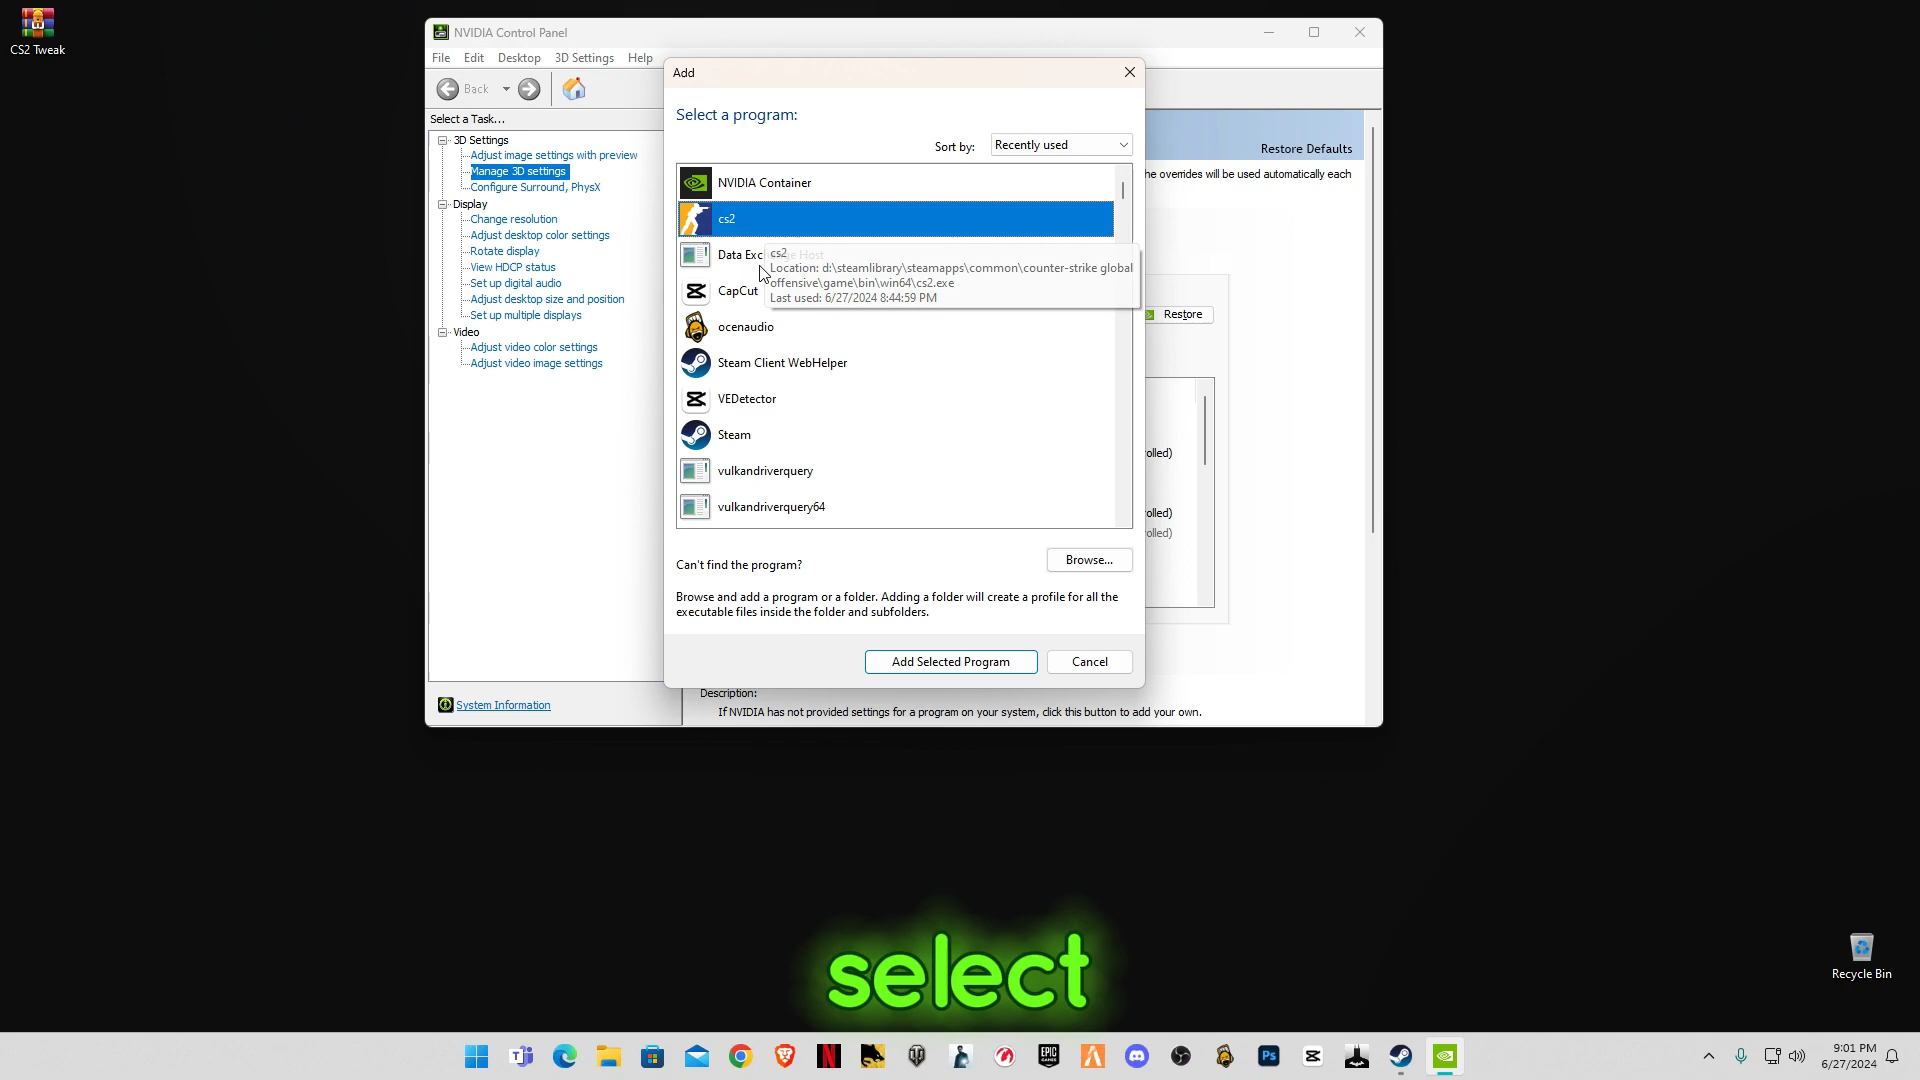 CS2 Tweak
NVIDIA Control Panel
File Edit Desktop 3D Settings Help
Back
Select a Task...
3D Settings
Adjust image settings with preview
Manage 3D settings
Configure Surround, PhysX
Display
Change resolution
Adjust desktop color settings
Rotate display
View HDCP status
Set up digital audio
Adjust desktop size and position
Set up multiple displays
Video
Adjust video color settings
Adjust video image settings
System Information
Add
Select a program:
Sort by: Recently used
NVIDIA Container
cs2
Data Exchange Host
cs2
Location: d:\steamlibrary\steamapps\common\counter-strike global
offensive\game\bin\win64\cs2.exe
Last used: 6/27/2024 8:44:59 PM
CapCut
ocenaudio
Steam Client WebHelper
VEDetector
Steam
vulkandriverquery
vulkandriverquery64
Can't find the program?
Browse...
Browse and add a program or a folder. Adding a folder will create a profile for all the
executable files inside the folder and subfolders.
Add Selected Program Cancel
Restore Defaults
he overrides will be used automatically each
Restore
olled)
olled)
olled)
Description:
If NVIDIA has not provided settings for a program on your system, click this button to add your own.
select
Recycle Bin
EPIC
GAMES
Ps
9:01 PM
6/27/2024